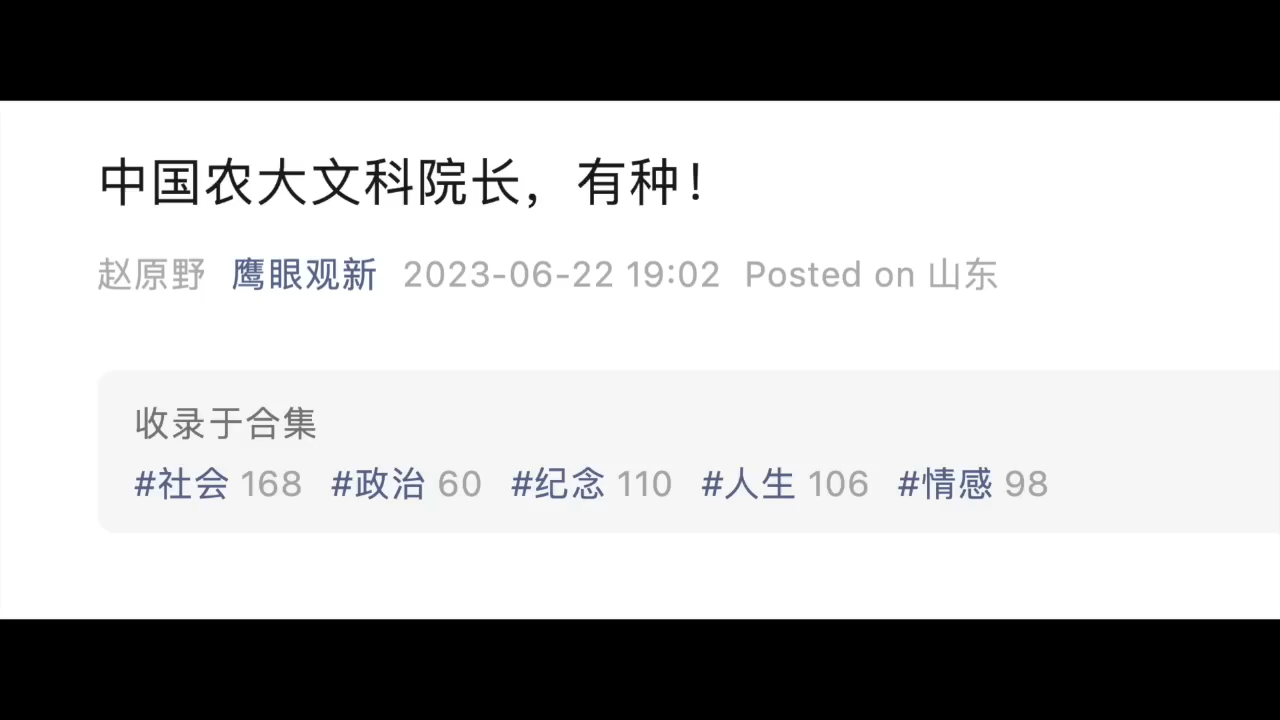 中国农大文科院长，有种！
赵原野 鹰眼观新 2023-06-22 19:02 Posted on 山东
收录于合集
#社会 168 #政治 60 #纪念 110 #人生 106 #情感 98